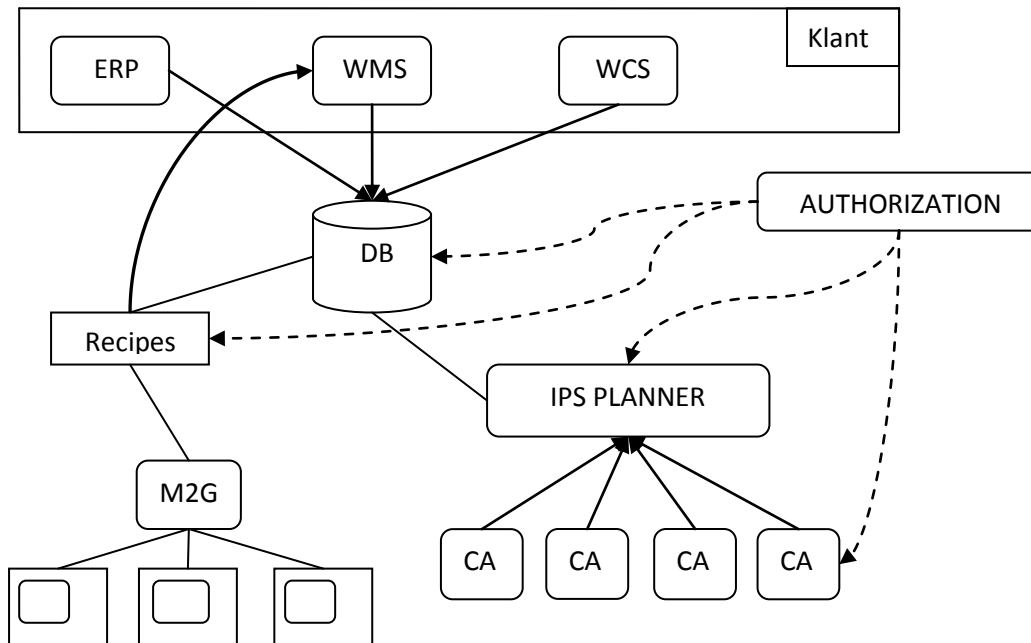 Klant
ERP
WMS
WCS
AUTHORIZATION
DB
Recipes
IPS PLANNER
M2G
CA
CA
CA
CA